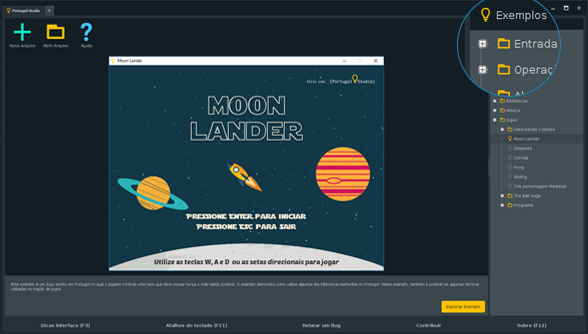 Portugol Studio
Exemplos
Novo Arquivo
Abrir Arquivo
Ajuda
Entrada
Operaç
Moon Lander
feito com: {Portugol Studio}
MOON
LANDER
PRESSIONE ENTER PARA INICIAR
PRESSIONE ESC PARA SAIR
Utilize as teclas W, A e D ou as setas direcionais para jogar
Bibliotecas
Música
Jogos
Detectando Colisões
Moon Lander
Serpente
Corrida
Pong
Sliding
Une personagem Medieval
The Ball Saga
Programe
Este exemplo é um Jogo escrito em Portugol no qual o jogador controla uma nave que deve pousar na lua o mais rápido possível. O exemplo demonstra como utilizar algumas das bibliotecas existentes no Portugol. Neste exemplo, também é possível ver algumas técnicas
utilizadas na criação de jogos.
Explorar Exemplo
Dicas Interface (F3)
Atalhos do teclado (F11)
Relatar um Bug
Contribuir
Sobre (F12)